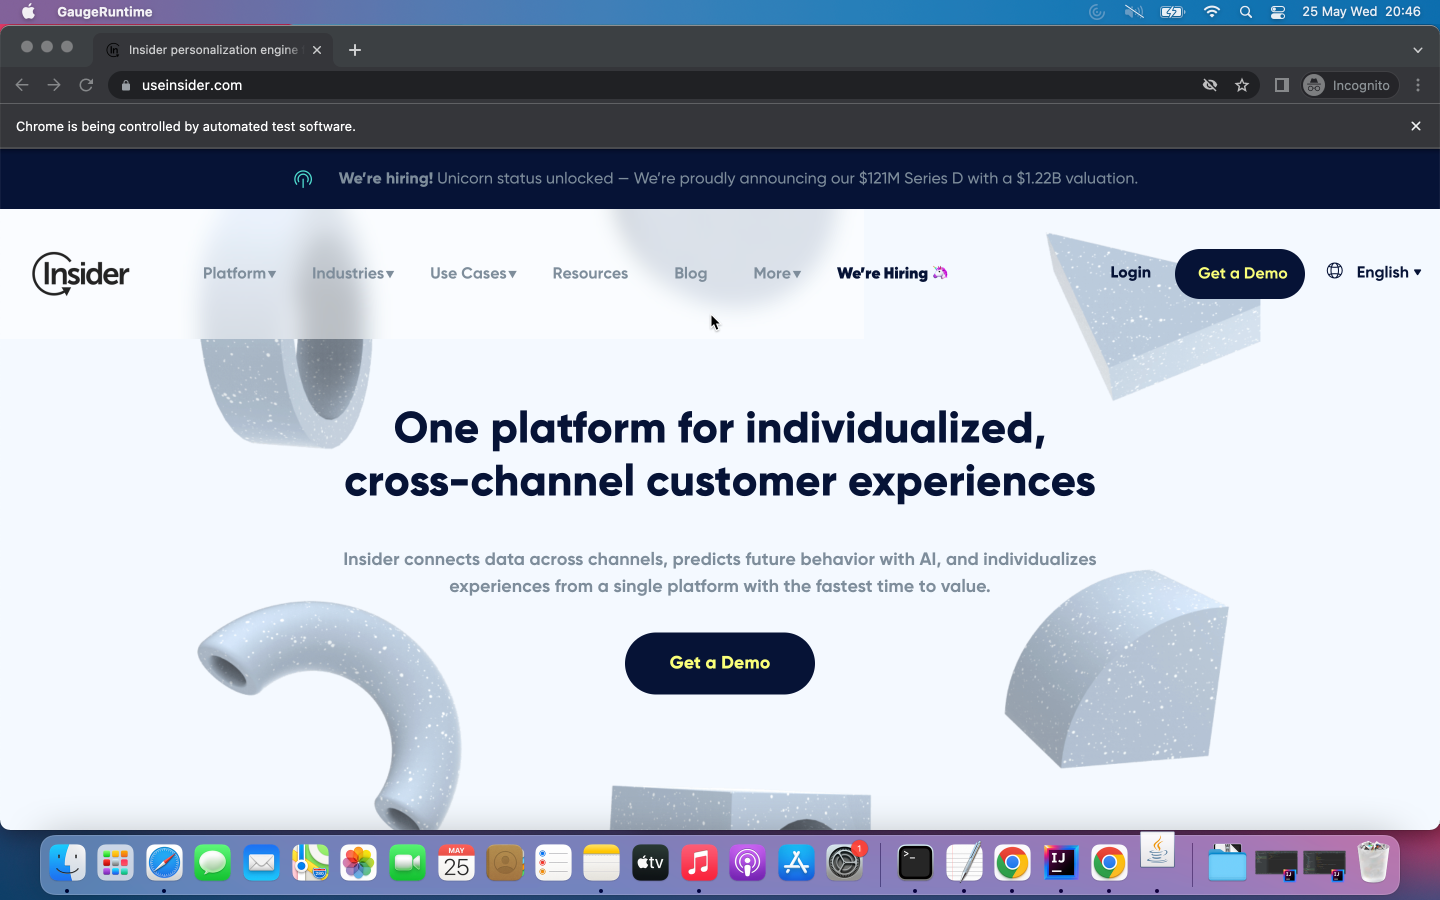 GaugeRuntime
25 May Wed 20:46
Insider personalization engine
useinsider.com
Incognito
Chrome is being controlled by automated test software.
We're hiring! Unicorn status unlocked — We're proudly announcing our $121M Series D with a $1.22B valuation.
Insider
Platform▾
Industries▾
Use Cases▾
Resources
Blog
More▾
We're Hiring 🦄
Login
Get a Demo
English ▾
One platform for individualized,
cross-channel customer experiences
Insider connects data across channels, predicts future behavior with AI, and individualizes
experiences from a single platform with the fastest time to value.
Get a Demo
MAY
25
tv
1
>_
IJ
IJ
IJ